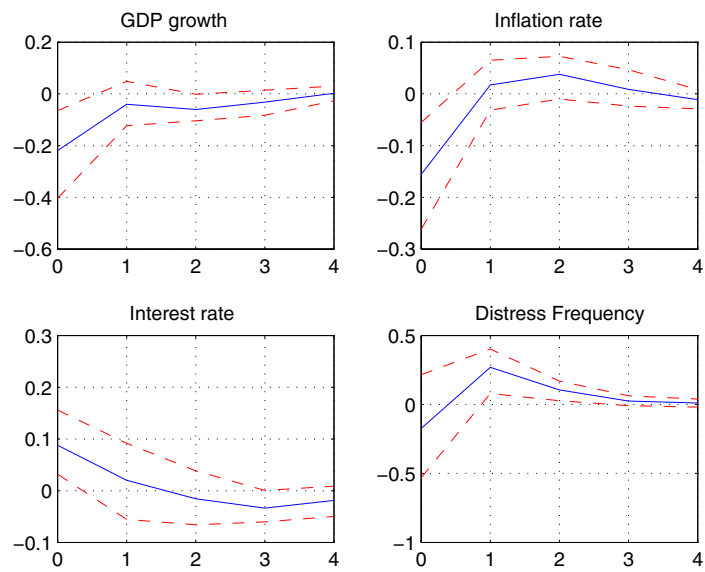 GDP growth
0.2
0
−0.2
−0.4
−0.6
0 1 2 3 4
Inflation rate
0.1
0
−0.1
−0.2
−0.3
0 1 2 3 4
Interest rate
0.3
0.2
0.1
0
−0.1
0 1 2 3 4
Distress Frequency
0.5
0
−0.5
−1
0 1 2 3 4